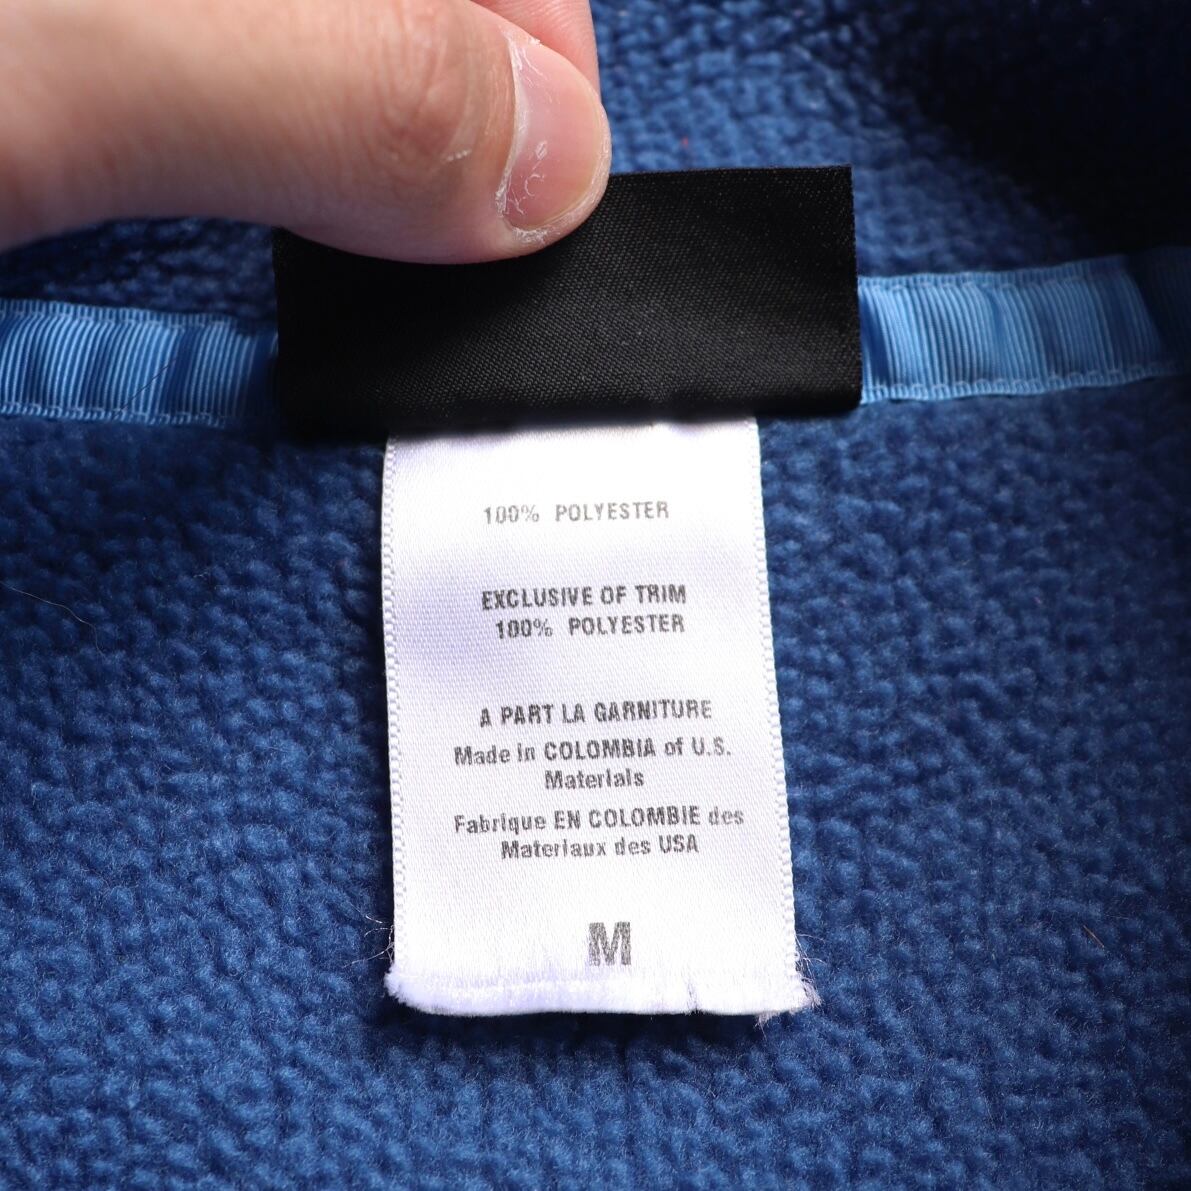 100% POLYESTER
EXCLUSIVE OF TRIM
100% POLYESTER
A PART LA GARNITURE
Made in COLOMBIA of U.S.
Materials
Fabrique EN COLOMBIE des
Materiaux des USA
M